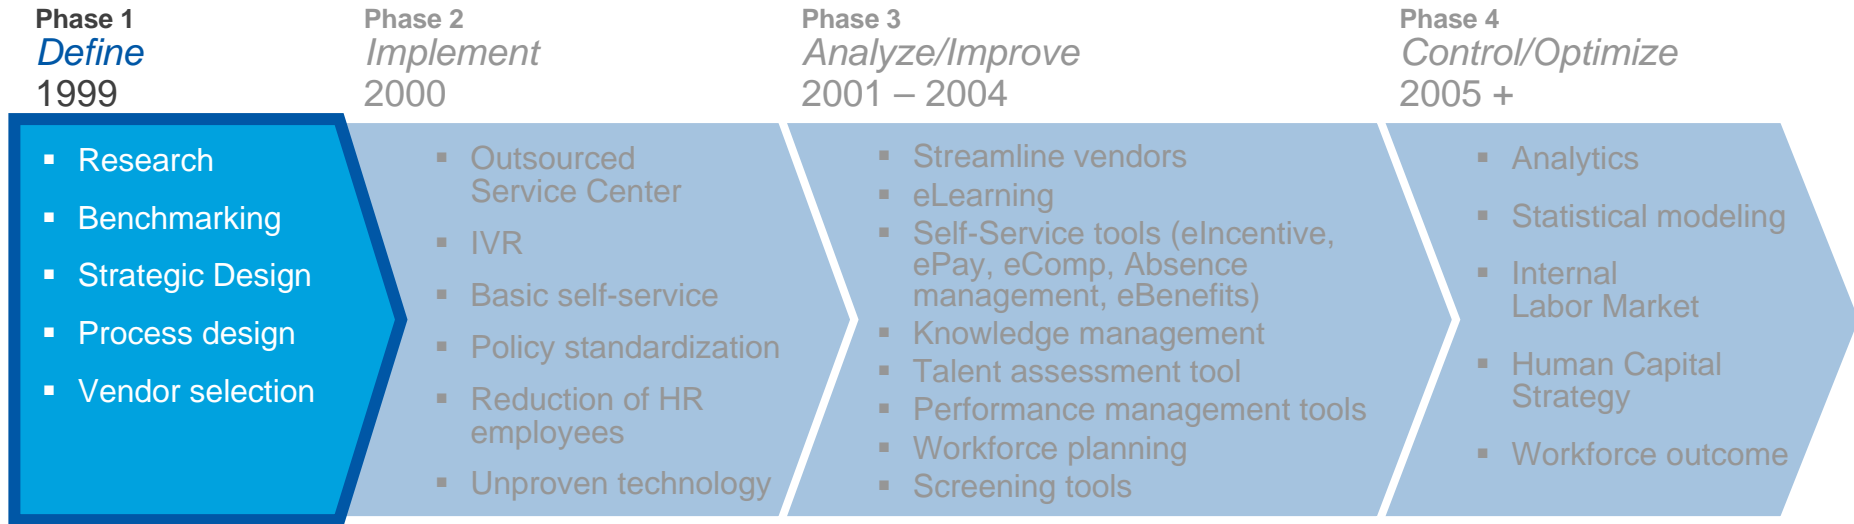 Phase 1
Define
1999
▪ Research
▪ Benchmarking
▪ Strategic Design
▪ Process design
▪ Vendor selection
Phase 2
Implement
2000
▪ Outsourced
Service Center
▪ IVR
▪ Basic self-service
▪ Policy standardization
▪ Reduction of HR
employees
▪ Unproven technology
Phase 3
Analyze/Improve
2001 – 2004
▪ Streamline vendors
▪ eLearning
▪ Self-Service tools (eIncentive,
ePay, eComp, Absence
management, eBenefits)
▪ Knowledge management
▪ Talent assessment tool
▪ Performance management tools
▪ Workforce planning
▪ Screening tools
Phase 4
Control/Optimize
2005 +
▪ Analytics
▪ Statistical modeling
▪ Internal
Labor Market
▪ Human Capital
Strategy
▪ Workforce outcome